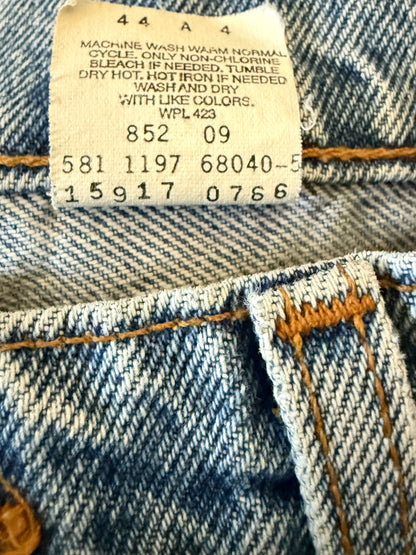 44 A 4
MACHINE WASH WARM NORMAL
CYCLE. ONLY NON-CHLORINE
BLEACH IF NEEDED. TUMBLE
DRY HOT. HOT IRON IF NEEDED
WASH AND DRY
WITH LIKE COLORS.
WPL 423
852 09
581 1197 68040-5
15917 0766